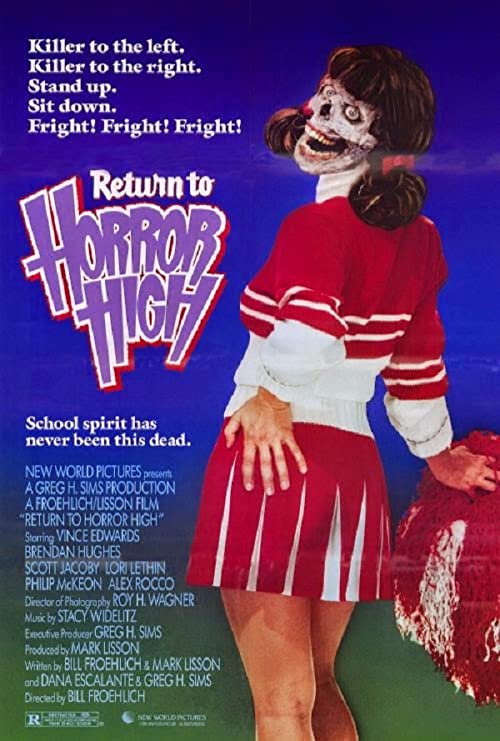 Killer to the left.
Killer to the right.
Stand up.
Sit down.
Fright! Fright! Fright!
Return to
HORROR
HIGH
School spirit has
never been this dead.
NEW WORLD PICTURES presents
A GREG H. SIMS PRODUCTION
A FROEHLICH/LISSON FILM
"RETURN TO HORROR HIGH"
Starring VINCE EDWARDS
BRENDAN HUGHES
SCOTT JACOBY LORI LETHIN
PHILIP McKEON ALEX ROCCO
Director of Photography ROY H. WAGNER
Music by STACY WIDELITZ
Executive Producer GREG H. SIMS
Produced by MARK LISSON
Written by BILL FROEHLICH & MARK LISSON
and DANA ESCALANTE & GREG H. SIMS
Directed by BILL FROEHLICH
R RESTRICTED
NEW WORLD PICTURES